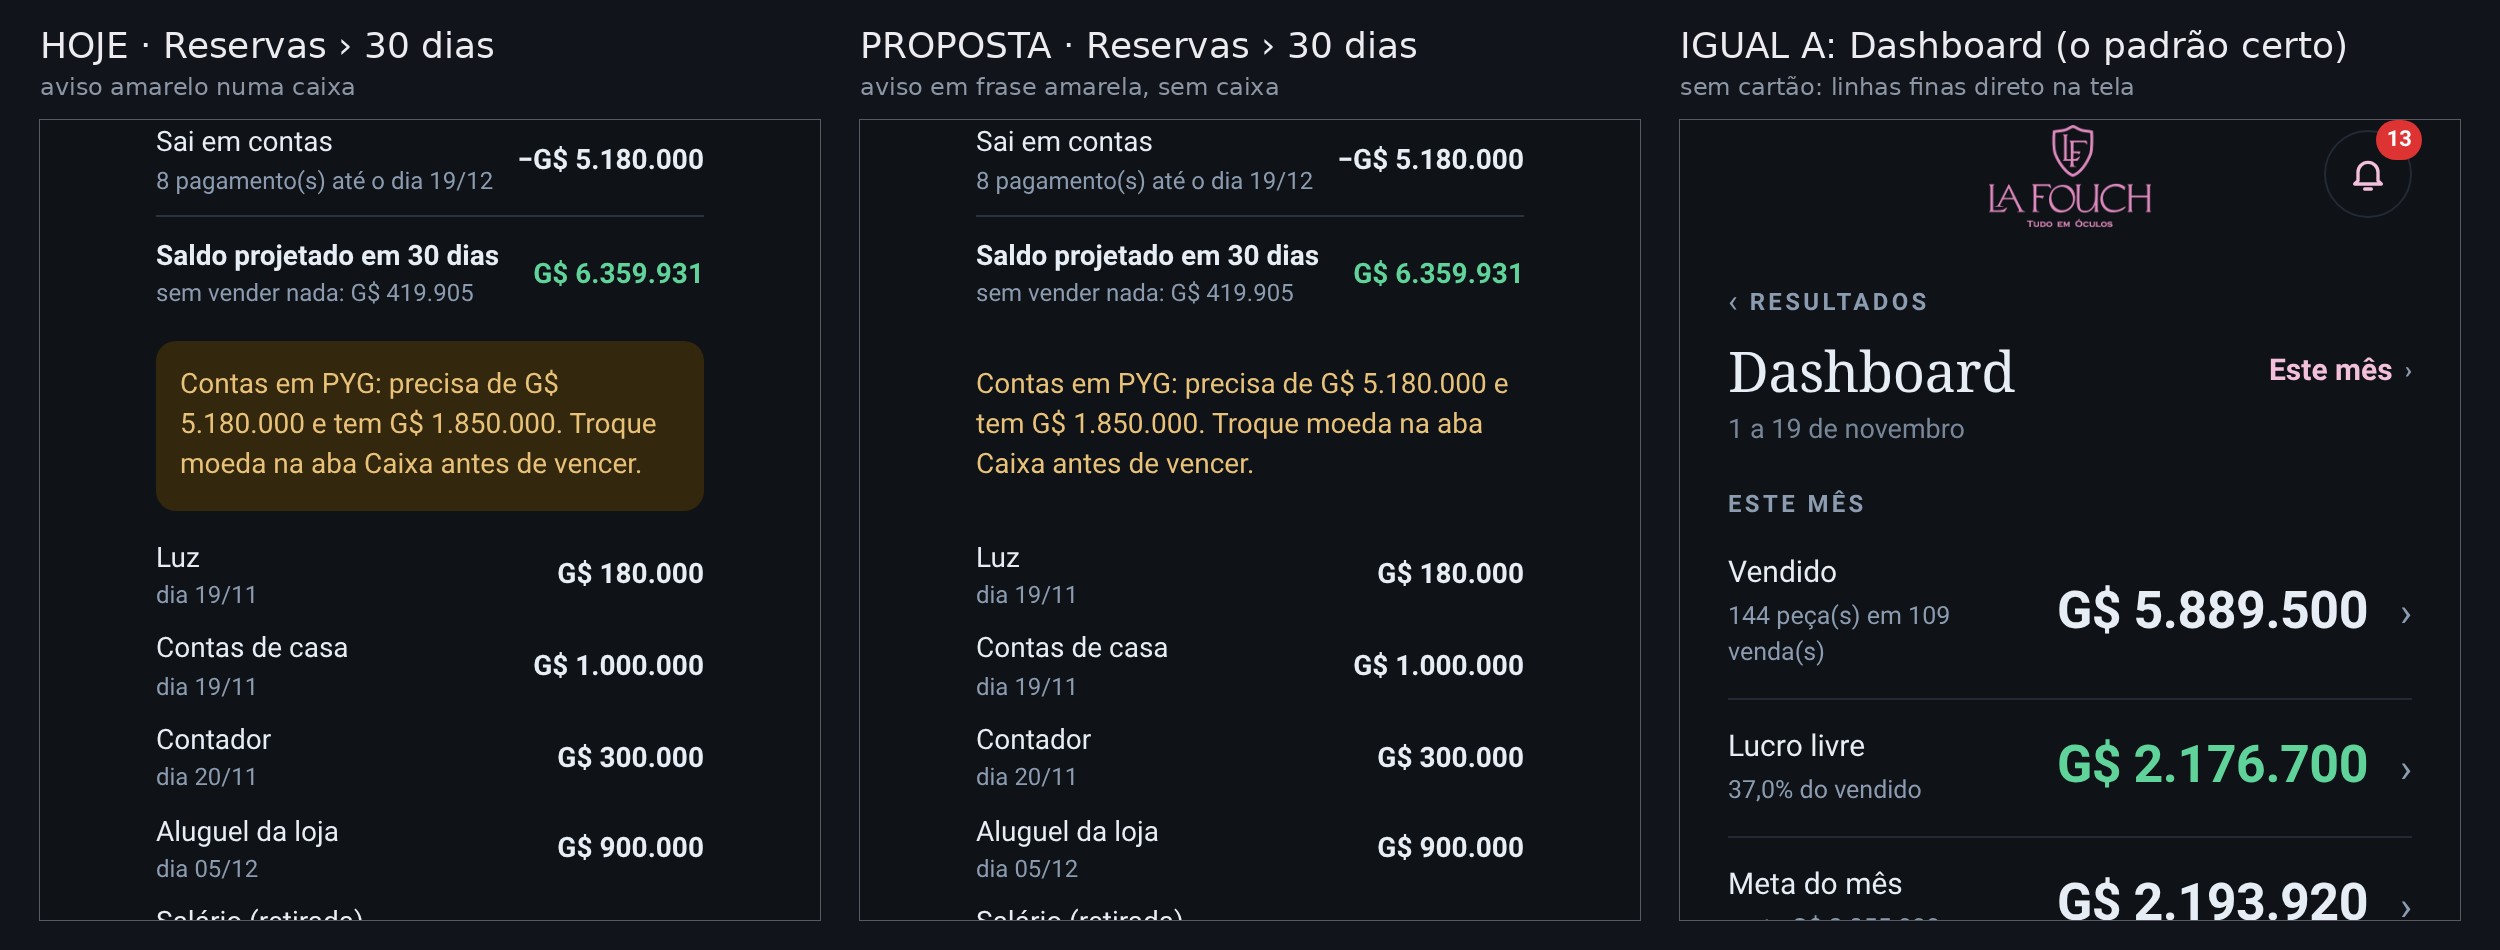 HOJE · Reservas › 30 dias
aviso amarelo numa caixa
Sai em contas
8 pagamento(s) até o dia 19/12
−G$ 5.180.000
Saldo projetado em 30 dias
sem vender nada: G$ 419.905
G$ 6.359.931
Contas em PYG: precisa de G$
5.180.000 e tem G$ 1.850.000. Troque
moeda na aba Caixa antes de vencer.
Luz
dia 19/11
G$ 180.000
Contas de casa
dia 19/11
G$ 1.000.000
Contador
dia 20/11
G$ 300.000
Aluguel da loja
dia 05/12
G$ 900.000
Salário (retirada)
PROPOSTA · Reservas › 30 dias
aviso em frase amarela, sem caixa
Sai em contas
8 pagamento(s) até o dia 19/12
−G$ 5.180.000
Saldo projetado em 30 dias
sem vender nada: G$ 419.905
G$ 6.359.931
Contas em PYG: precisa de G$ 5.180.000 e
tem G$ 1.850.000. Troque moeda na aba
Caixa antes de vencer.
Luz
dia 19/11
G$ 180.000
Contas de casa
dia 19/11
G$ 1.000.000
Contador
dia 20/11
G$ 300.000
Aluguel da loja
dia 05/12
G$ 900.000
Salário (retirada)
IGUAL A: Dashboard (o padrão certo)
sem cartão: linhas finas direto na tela
LF
LA FOUCH
TUDO EM ÓCULOS
13
‹ RESULTADOS
Dashboard
Este mês ›
1 a 19 de novembro
ESTE MÊS
Vendido
144 peça(s) em 109
venda(s)
G$ 5.889.500 ›
Lucro livre
37,0% do vendido
G$ 2.176.700 ›
Meta do mês
G$ 2.193.920 ›